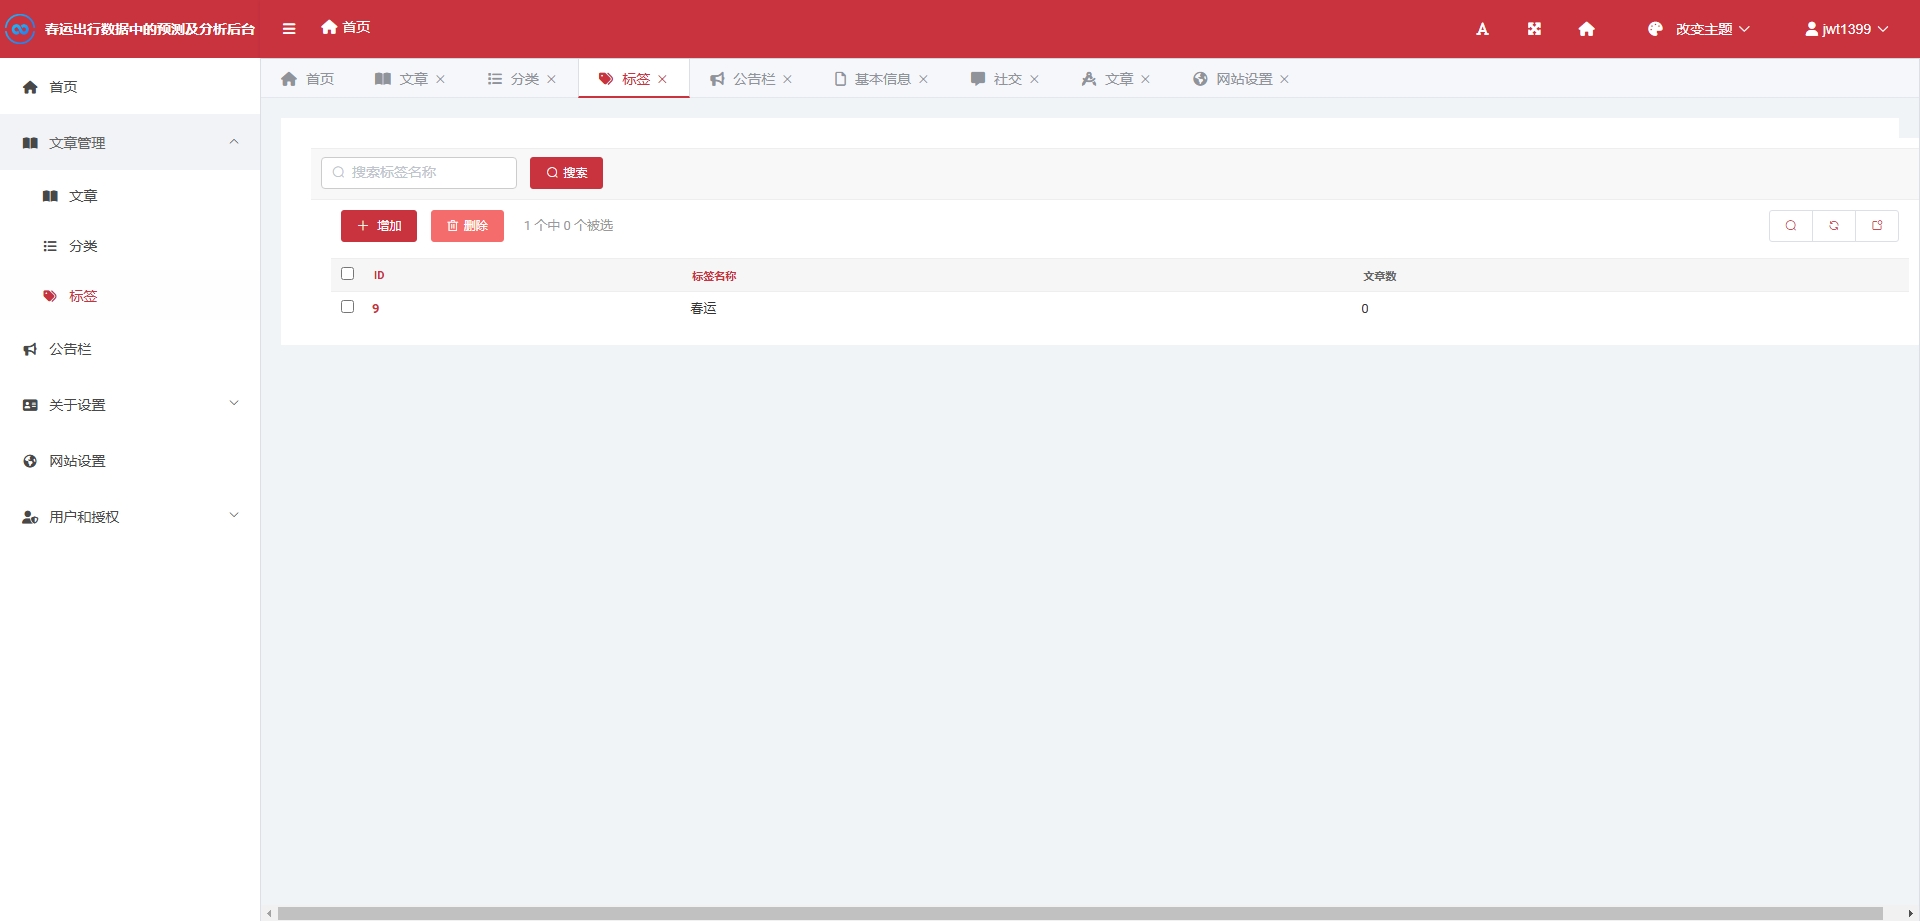 春运出行数据中的预测及分析后台
首页
改变主题
jwt1399
首页
文章
分类
标签
公告栏
基本信息
社交
文章
网站设置
首页
文章管理
文章
分类
标签
公告栏
关于设置
网站设置
用户和授权
搜索标签名称
搜索
增加
删除
1 个中 0 个被选
ID 标签名称 文章数
9 春运 0